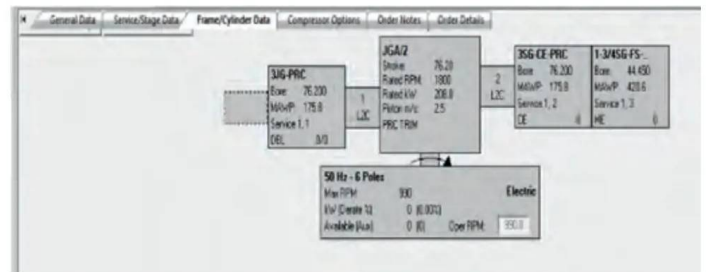 General Data
Service/Stage Data
Frame/Cylinder Data
Compressor Options
Order Notes
Order Details
3JG-PRC
Bore: 76.200
MAWP: 175.8
Service 1, 1
DBL
1
L2C
JGA/2
Stroke: 76.20
Rated RPM: 1800
Rated kW: 208.8
Piston m/s: 2.5
PRC TRIM
2
L2C
3SG-CE-PRC
Bore: 76.200
MAWP: 175.8
Service 1, 2
CE
1-3/4SG-FS-...
Bore: 44.450
MAWP: 420.6
Service 1, 3
HE
50 Hz - 6 Poles
Max RPM: 990
Electric
kW (Derate %): 0 (0.00%)
Available (Aux): 0 (0)
Oper RPM: 990.0